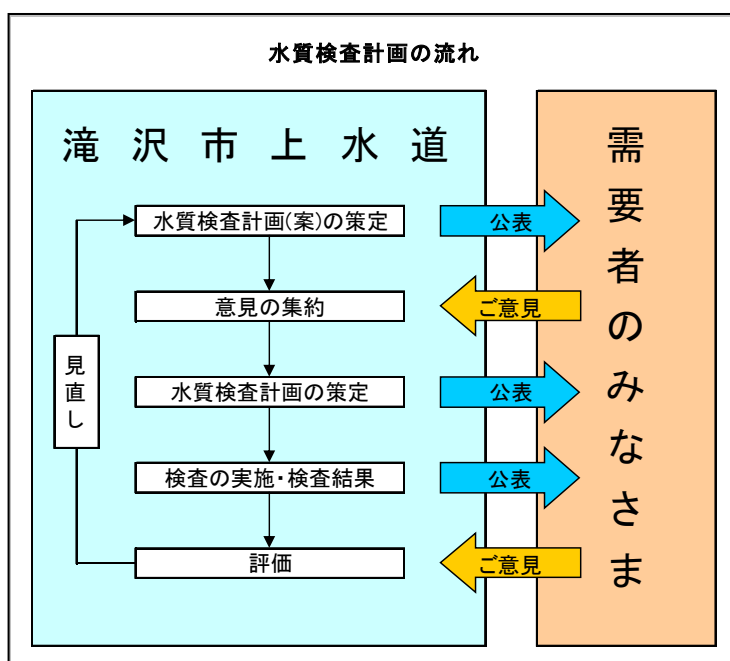 水質検査計画の流れ
滝沢市上水道
需要者のみなさま
水質検査計画(案)の策定
公表
意見の集約
ご意見
見直し
水質検査計画の策定
公表
検査の実施・検査結果
公表
評価
ご意見